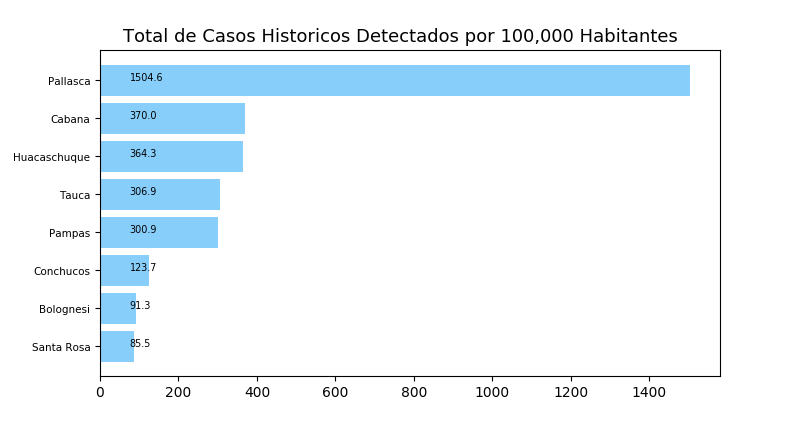 Total de Casos Historicos Detectados por 100,000 Habitantes
Pallasca 1504.6
Cabana 370.0
Huacaschuque 364.3
Tauca 306.9
Pampas 300.9
Conchucos 123.7
Bolognesi 91.3
Santa Rosa 85.5
0 200 400 600 800 1000 1200 1400